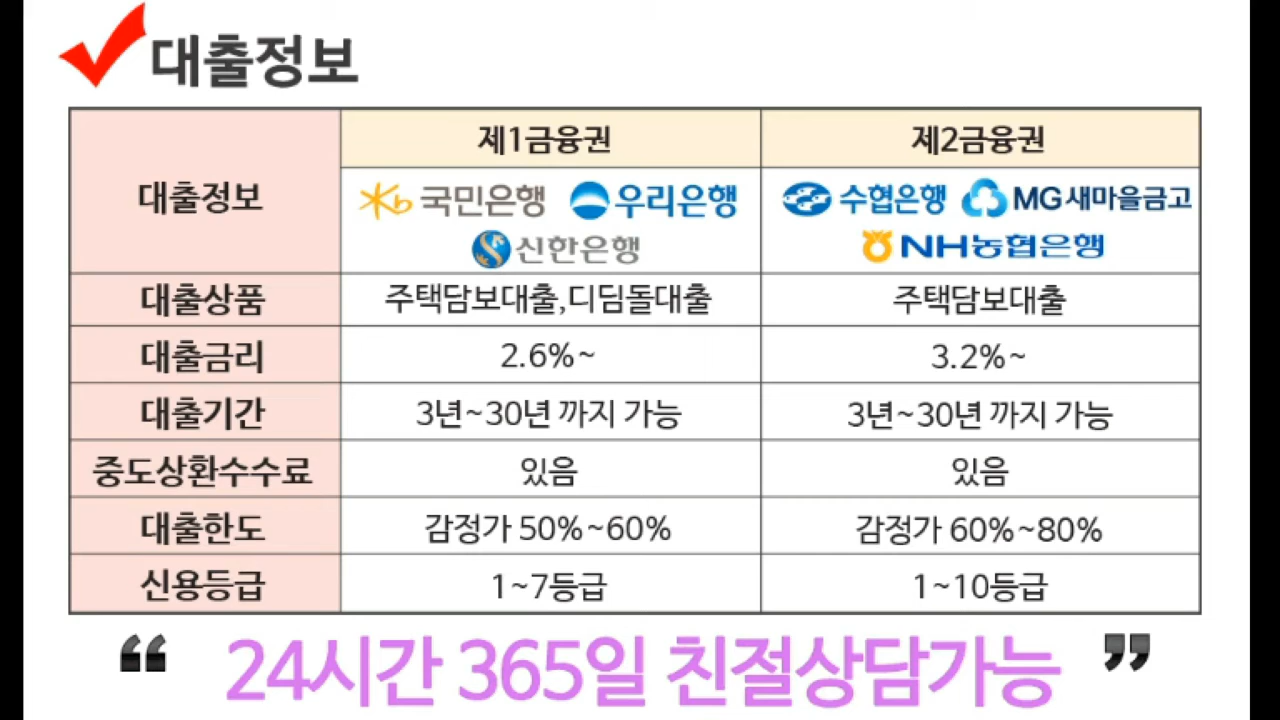 대출정보
대출정보 제1금융권 제2금융권
Kb 국민은행 우리은행 수협은행 MG새마을금고
신한은행 NH농협은행
대출상품 주택담보대출,디딤돌대출 주택담보대출
대출금리 2.6%~ 3.2%~
대출기간 3년~30년 까지 가능 3년~30년 까지 가능
중도상환수수료 있음 있음
대출한도 감정가 50%~60% 감정가 60%~80%
신용등급 1~7등급 1~10등급
“ 24시간 365일 친절상담가능 ”